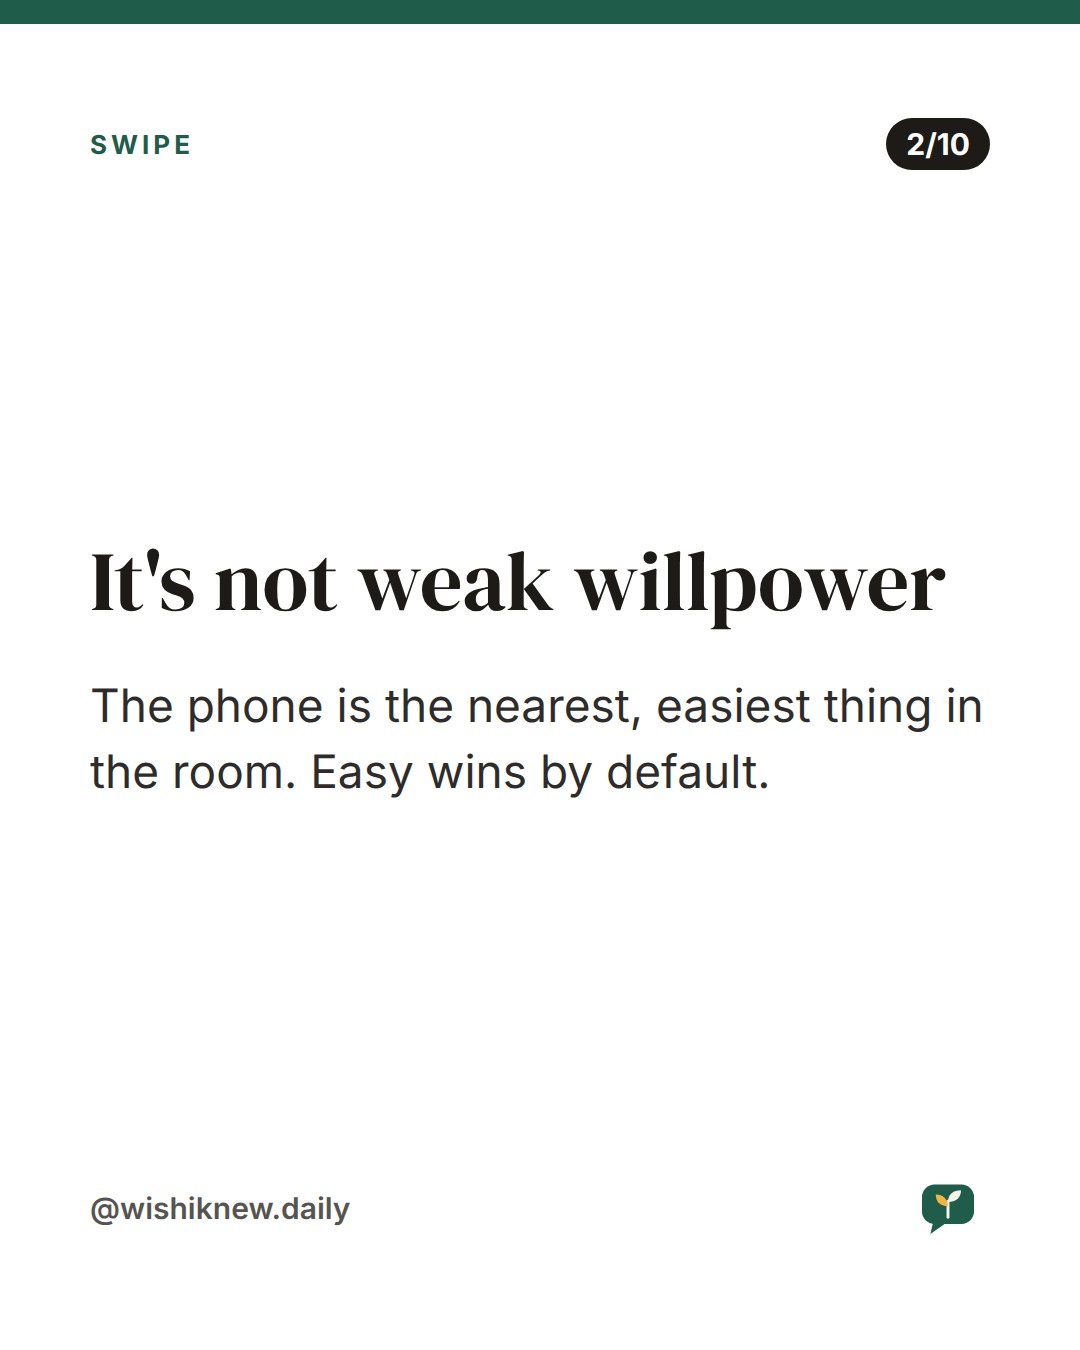 SWIPE
2/10
It's not weak willpower
The phone is the nearest, easiest thing in
the room. Easy wins by default.
@wishiknew.daily